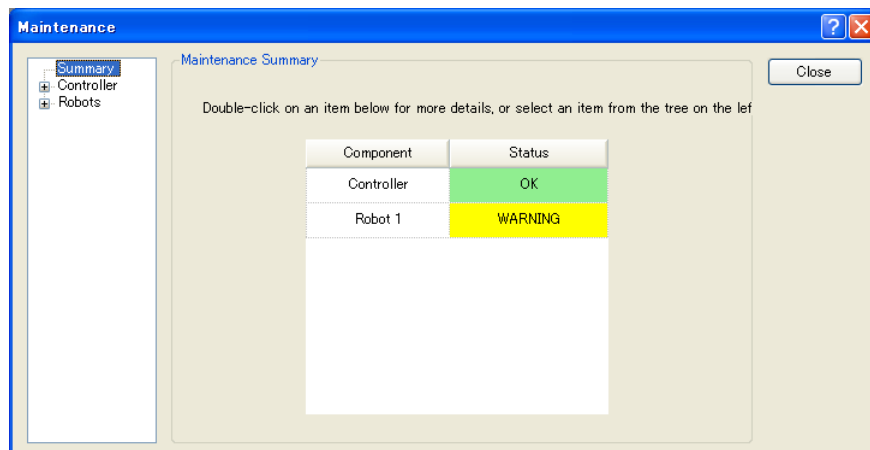 Maintenance
Summary
Controller
Robots
Maintenance Summary
Close
Double-click on an item below for more details, or select an item from the tree on the lef
Component Status
Controller OK
Robot 1 WARNING